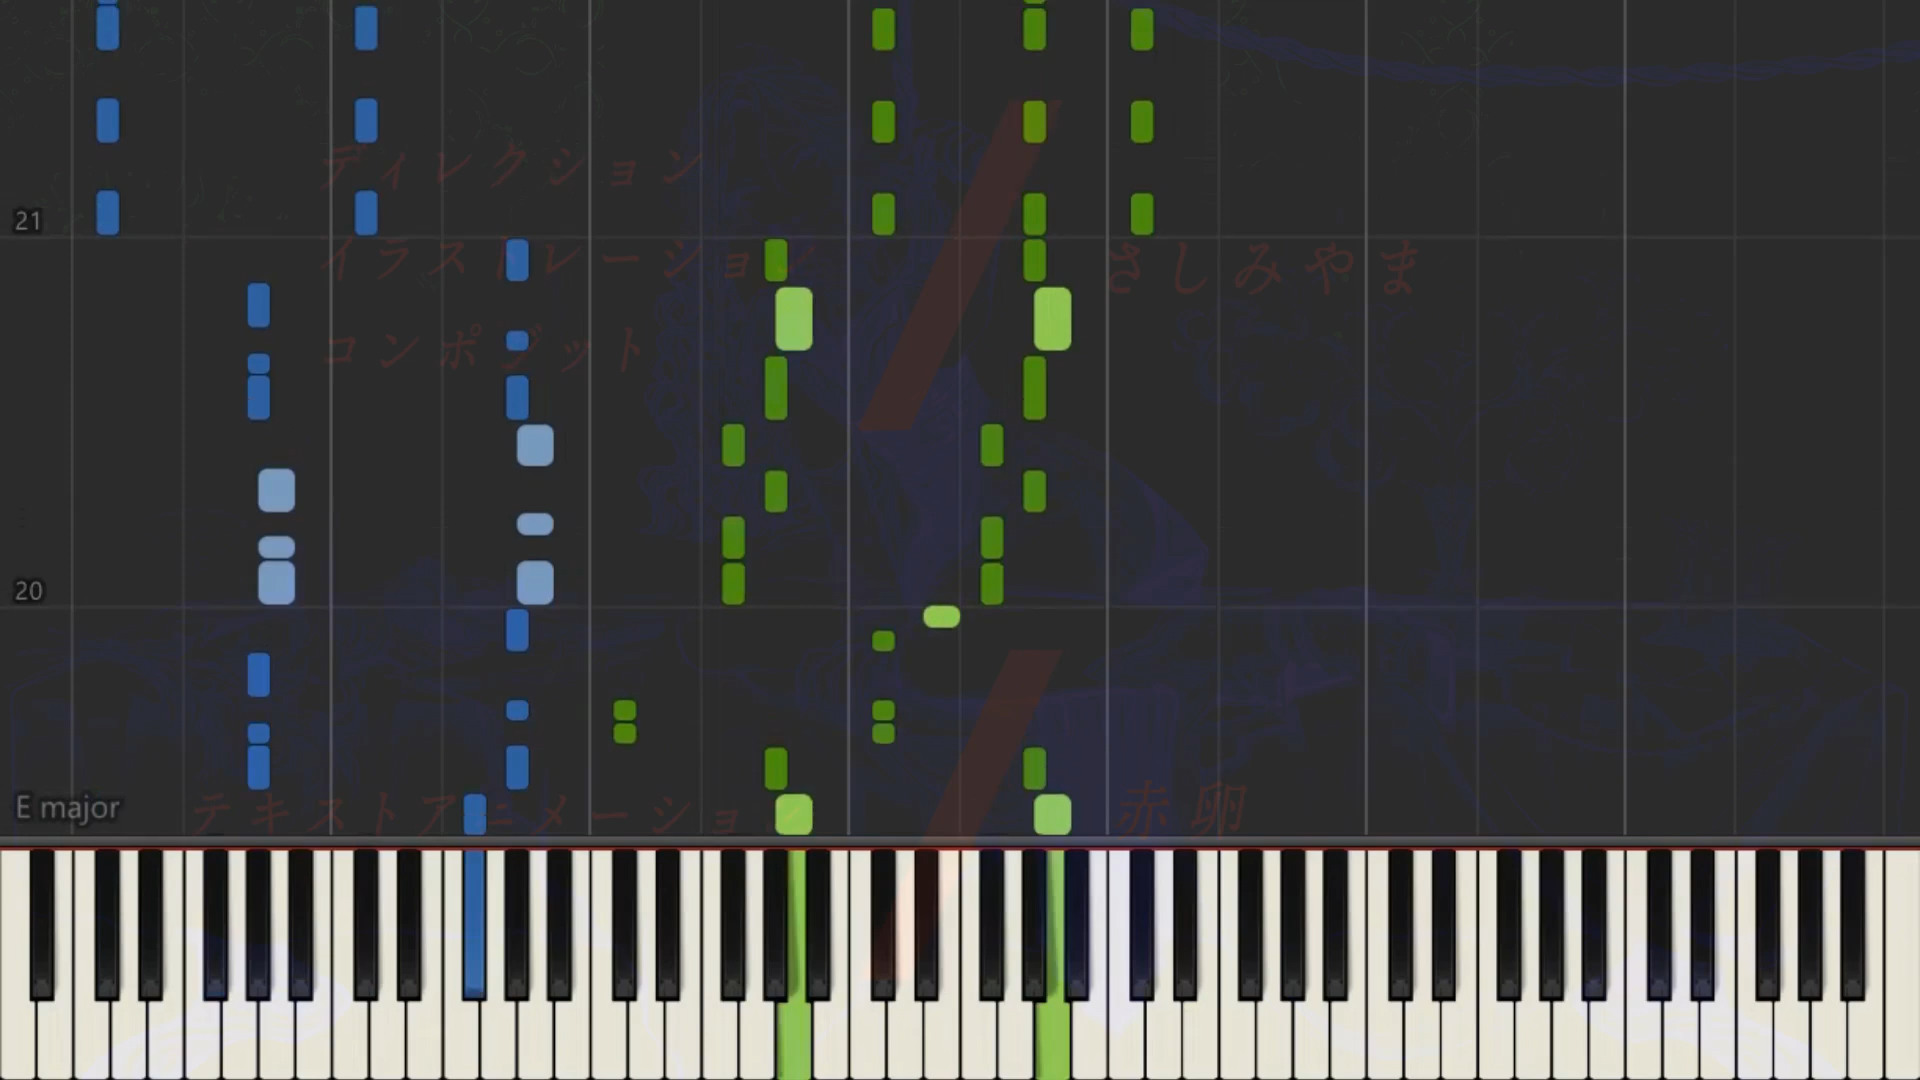 ディレクション
21
イラストレーション さしみやま
コンポジット
20
E major
テキストアニメーション 赤卵